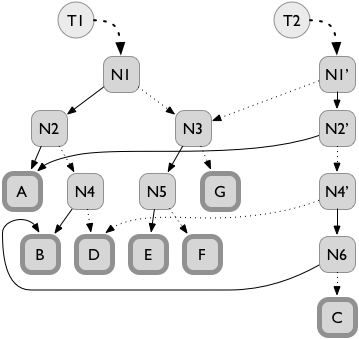 T1 T2
N1 N1'
N2 N3 N2'
A N4 N5 G N4'
B D E F N6
C